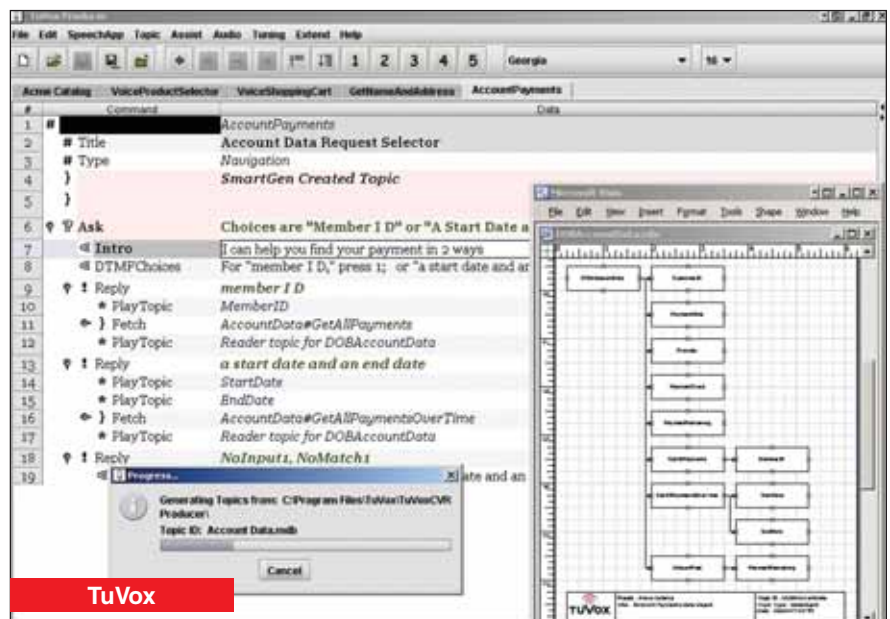 TuVox Producer
File Edit SpeechApp Topic Assist Audio Tuning Extend Help
1 2 3 4 5 Georgia 16
Acme Catalog VoiceProductSelector VoiceShoppingCart GetNameAndAddress AccountPayments
# Command Data
1 # AccountPayments
2 # Title Account Data Request Selector
3 # Type Navigation
4 } SmartGen Created Topic
5 }
6 Ask Choices are "Member I D" or "A Start Date a
7 Intro I can help you find your payment in 2 ways
8 DTMFChoices For "member I D," press 1; or "a start date and an
9 ! Reply member I D
10 * PlayTopic MemberID
11 } Fetch AccountData#GetAllPayments
12 * PlayTopic Reader topic for DOBAccountData
13 ! Reply a start date and an end date
14 * PlayTopic StartDate
15 * PlayTopic EndDate
16 } Fetch AccountData#GetAllPaymentsOverTime
17 * PlayTopic Reader topic for DOBAccountData
18 ! Reply NoInput1, NoMatch1
19 ate and an
Progress...
Generating Topics from: C:\Program Files\TuVox\TuVoxCVR
Producer\
Topic ID: Account Data.mdb
Cancel
Microsoft Visio
File Edit View Insert Format Tools Shape Window Help
TUVOX
TuVox